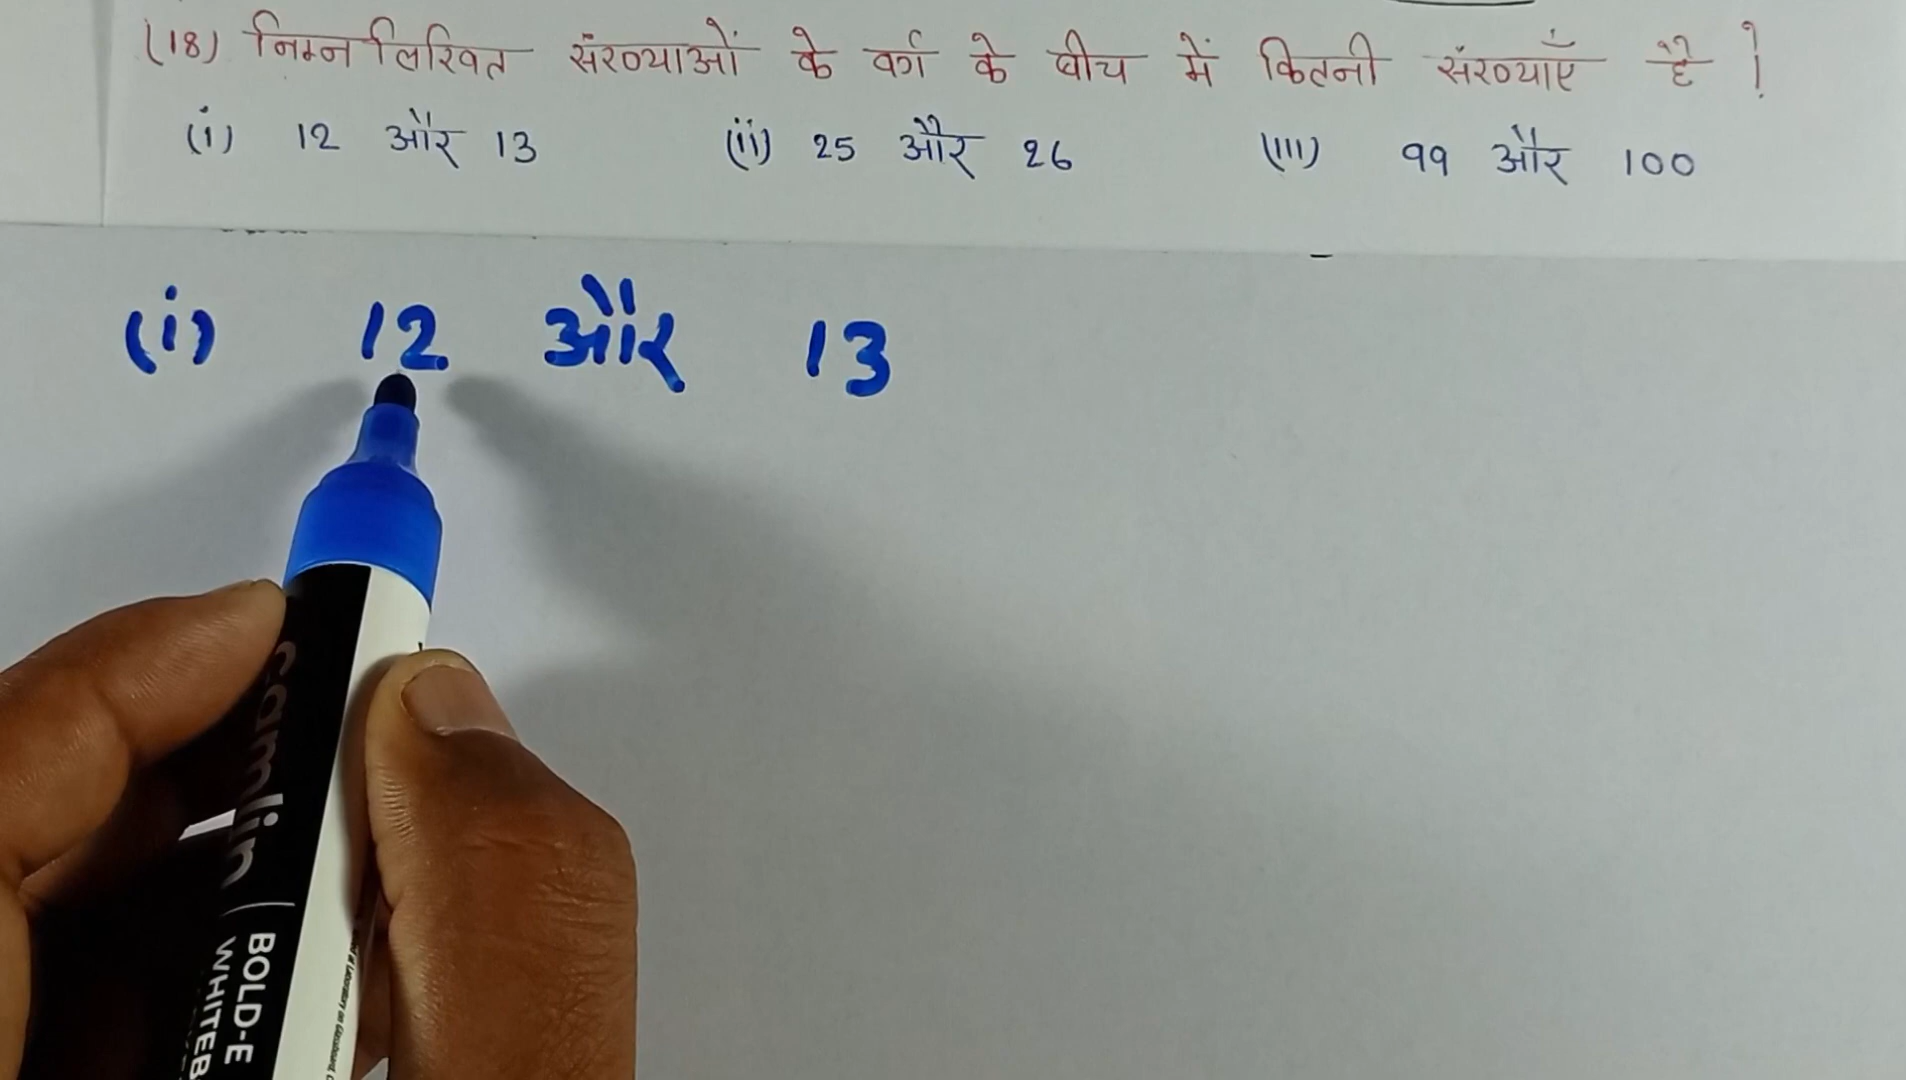 (18) निम्नलिखित संख्याओं के वर्ग के बीच में कितनी संख्याएँ है ?
(i) 12 और 13 (ii) 25 और 26 (iii) 99 और 100
(i) 12 और 13
camlin
BOLD-E
WHITEB